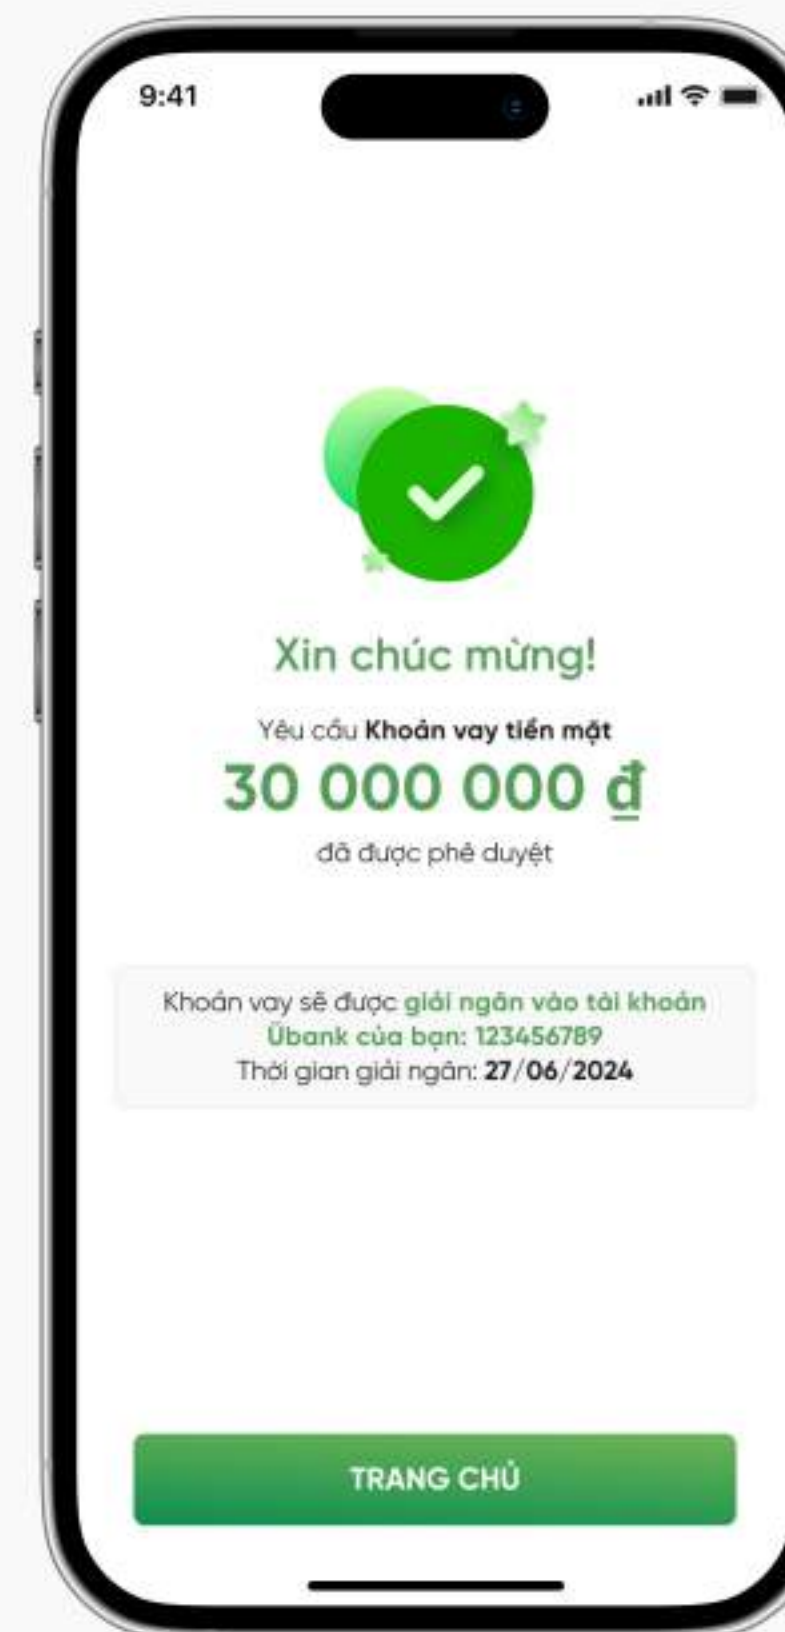 9:41
Xin chúc mừng!
Yêu cầu Khoản vay tiền mặt
30 000 000 ₫
đã được phê duyệt
Khoản vay sẽ được giải ngân vào tài khoản
Übank của bạn: 123456789
Thời gian giải ngân: 27/06/2024
TRANG CHỦ